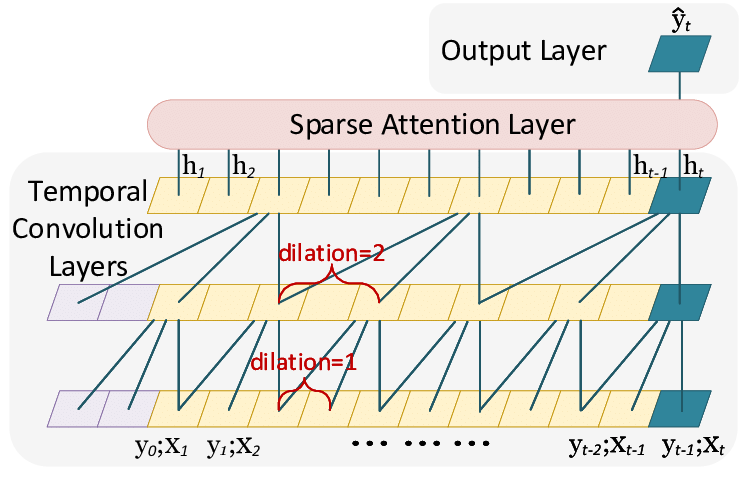 ŷt
Output Layer
Sparse Attention Layer
h1 h2 ht-1 ht
Temporal
Convolution
Layers
dilation=2
dilation=1
y0;X1 y1;X2 ... ... ... yt-2;Xt-1 yt-1;Xt